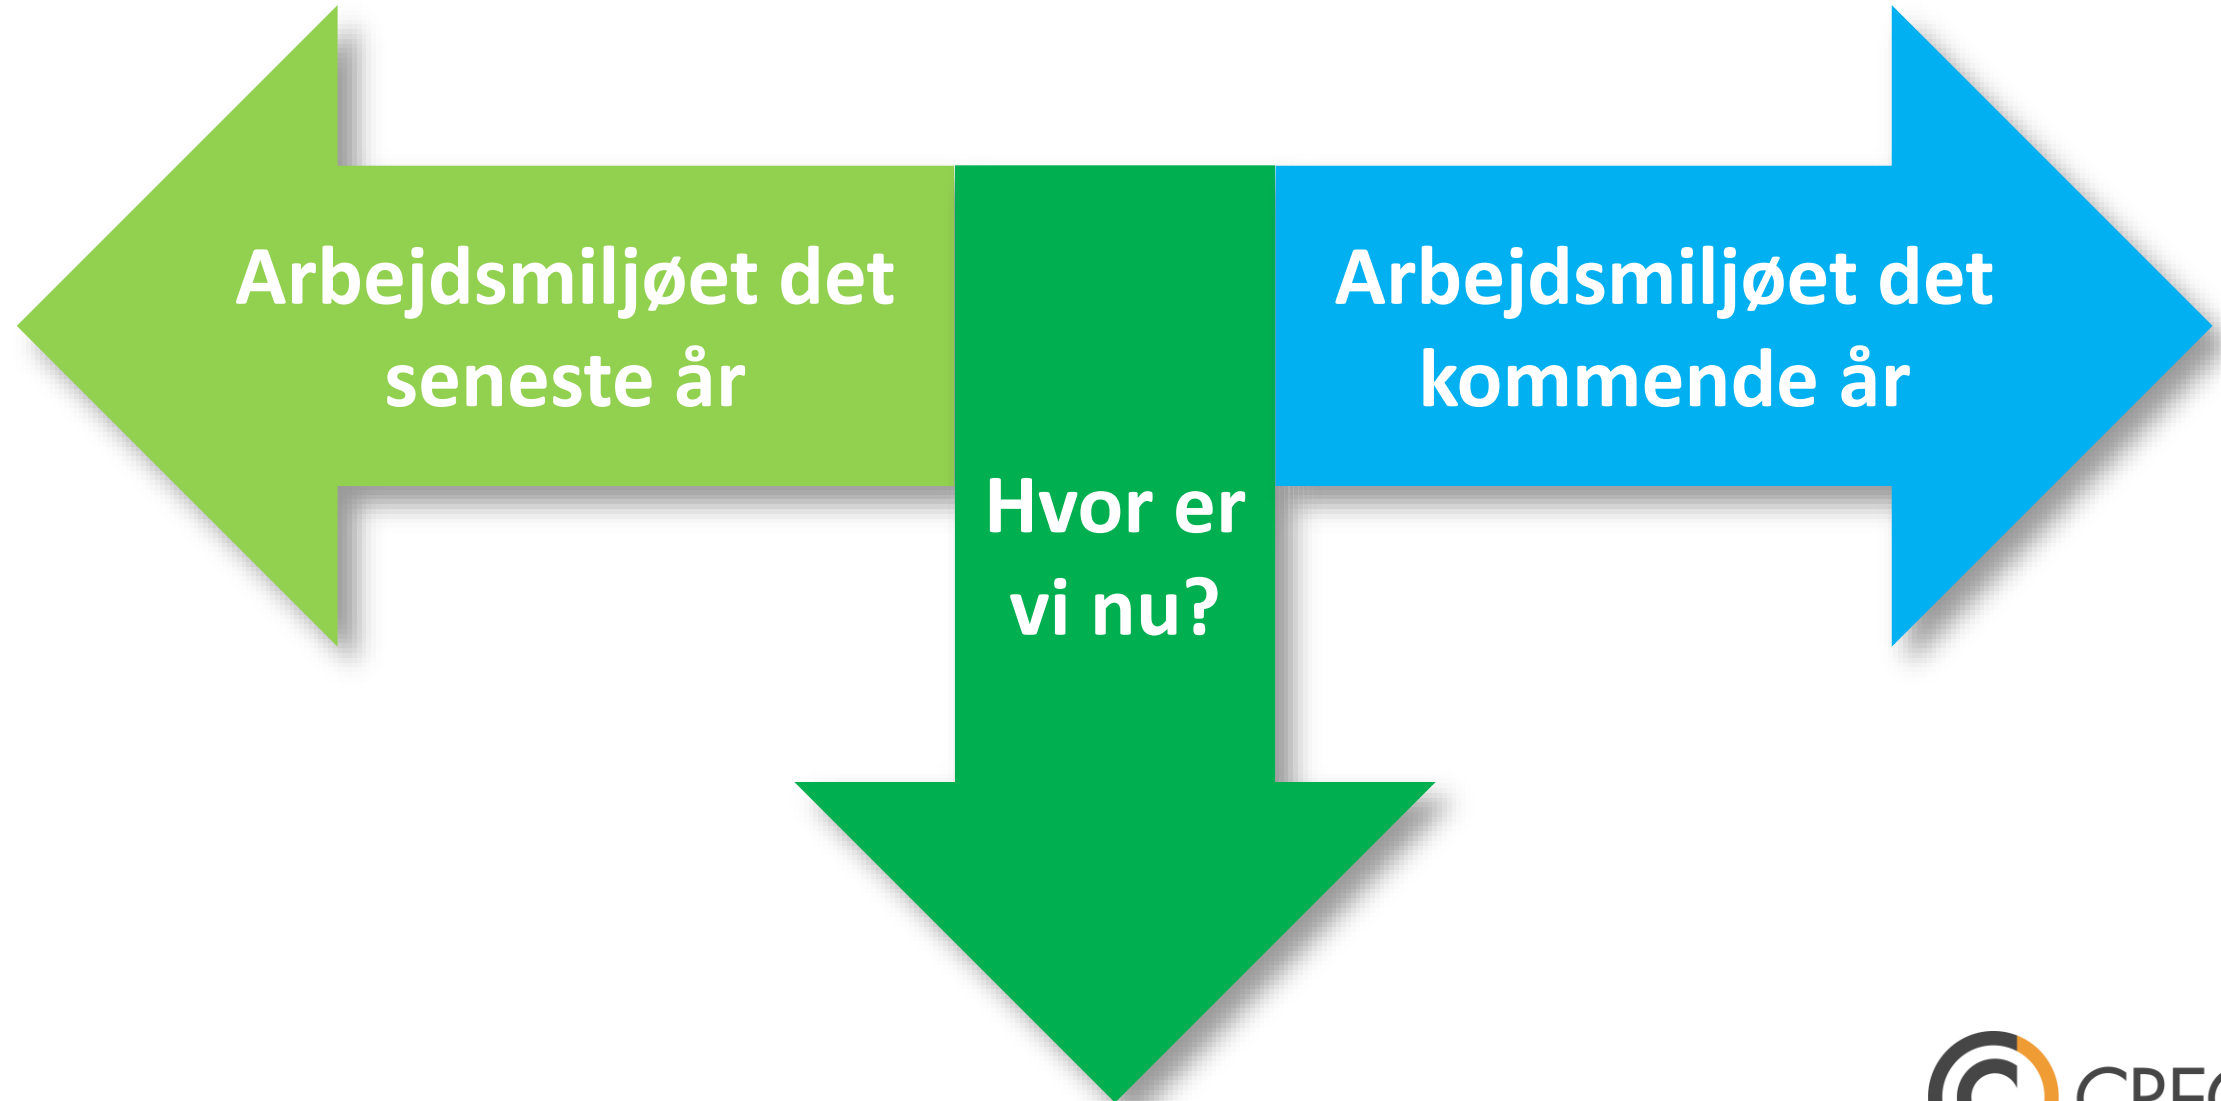 Arbejdsmiljøet det
seneste år
Hvor er
vi nu?
Arbejdsmiljøet det
kommende år